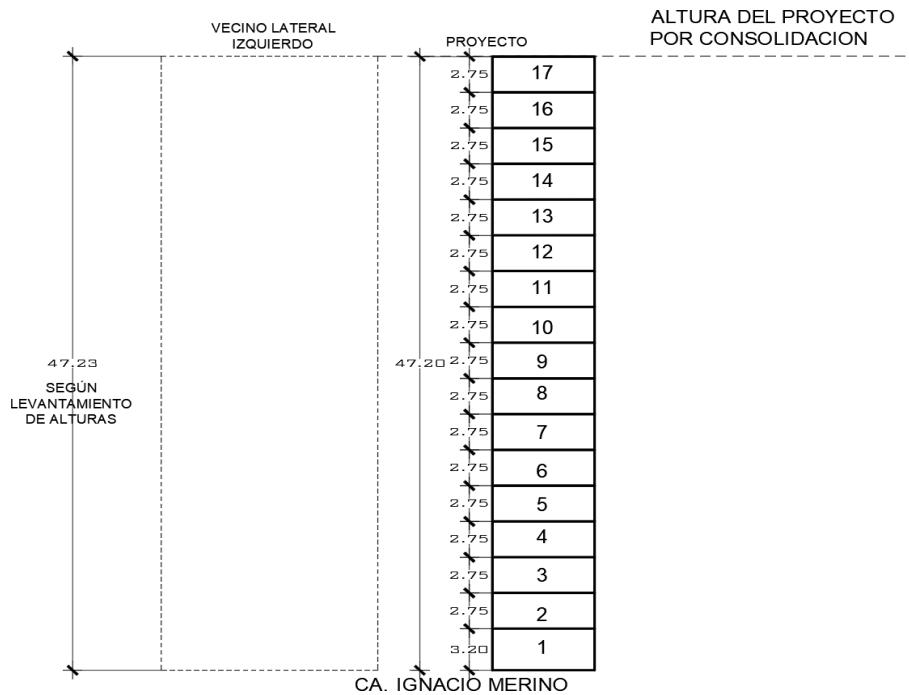 ALTURA DEL PROYECTO
POR CONSOLIDACION
VECINO LATERAL
IZQUIERDO
PROYECTO
2.75 17
2.75 16
2.75 15
2.75 14
2.75 13
2.75 12
2.75 11
2.75 10
47.23 47.20 2.75 9
SEGÚN
LEVANTAMIENTO
DE ALTURAS
2.75 8
2.75 7
2.75 6
2.75 5
2.75 4
2.75 3
2.75 2
3.20 1
CA. IGNACIO MERINO